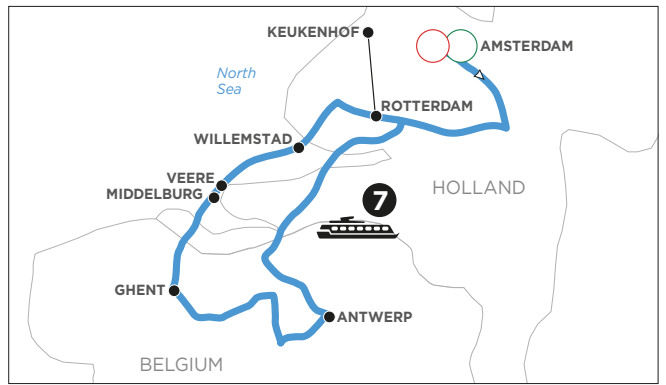 KEUKENHOF
AMSTERDAM
North
Sea
ROTTERDAM
WILLEMSTAD
VEERE
MIDDELBURG
HOLLAND
7
GHENT
ANTWERP
BELGIUM